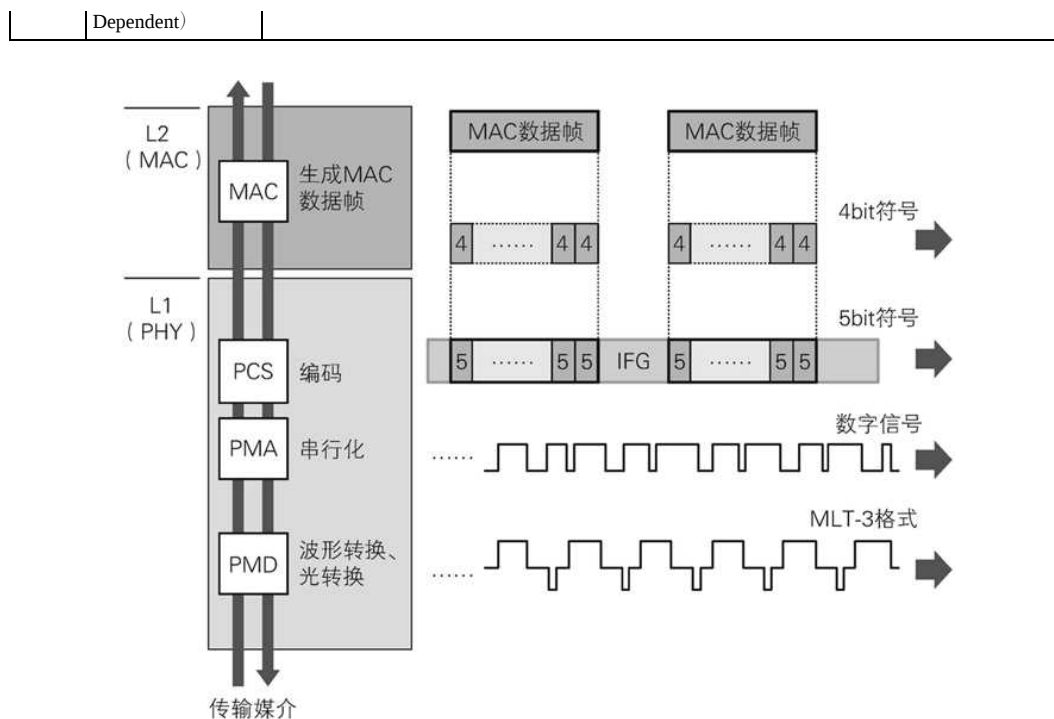 Dependent）
L2
（MAC）
MAC
生成MAC
数据帧
L1
（PHY）
PCS
编码
PMA
串行化
PMD
波形转换、
光转换
传输媒介
MAC数据帧
MAC数据帧
4 …… 4 4
4 …… 4 4
4bit符号
5 …… 5 5 IFG 5 …… 5 5
5bit符号
……
数字信号
……
MLT-3格式